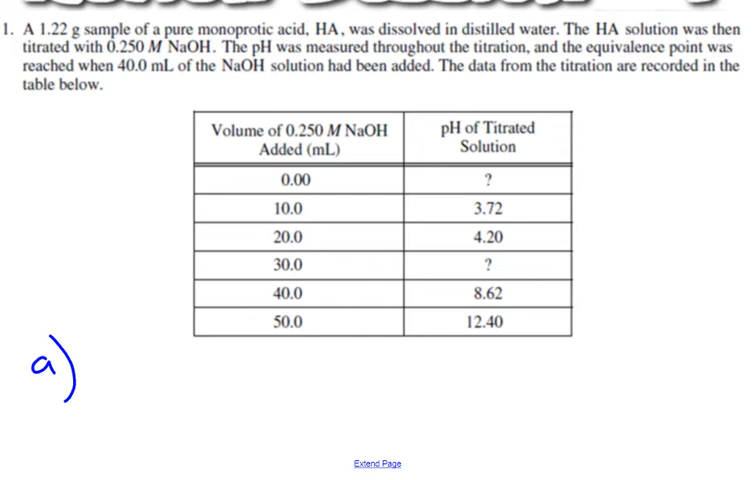 1. A 1.22 g sample of a pure monoprotic acid, HA, was dissolved in distilled water. The HA solution was then
titrated with 0.250 M NaOH. The pH was measured throughout the titration, and the equivalence point was
reached when 40.0 mL of the NaOH solution had been added. The data from the titration are recorded in the
table below.
Volume of 0.250 M NaOH Added (mL) pH of Titrated Solution
0.00 ?
10.0 3.72
20.0 4.20
30.0 ?
40.0 8.62
50.0 12.40
a)
Extend Page